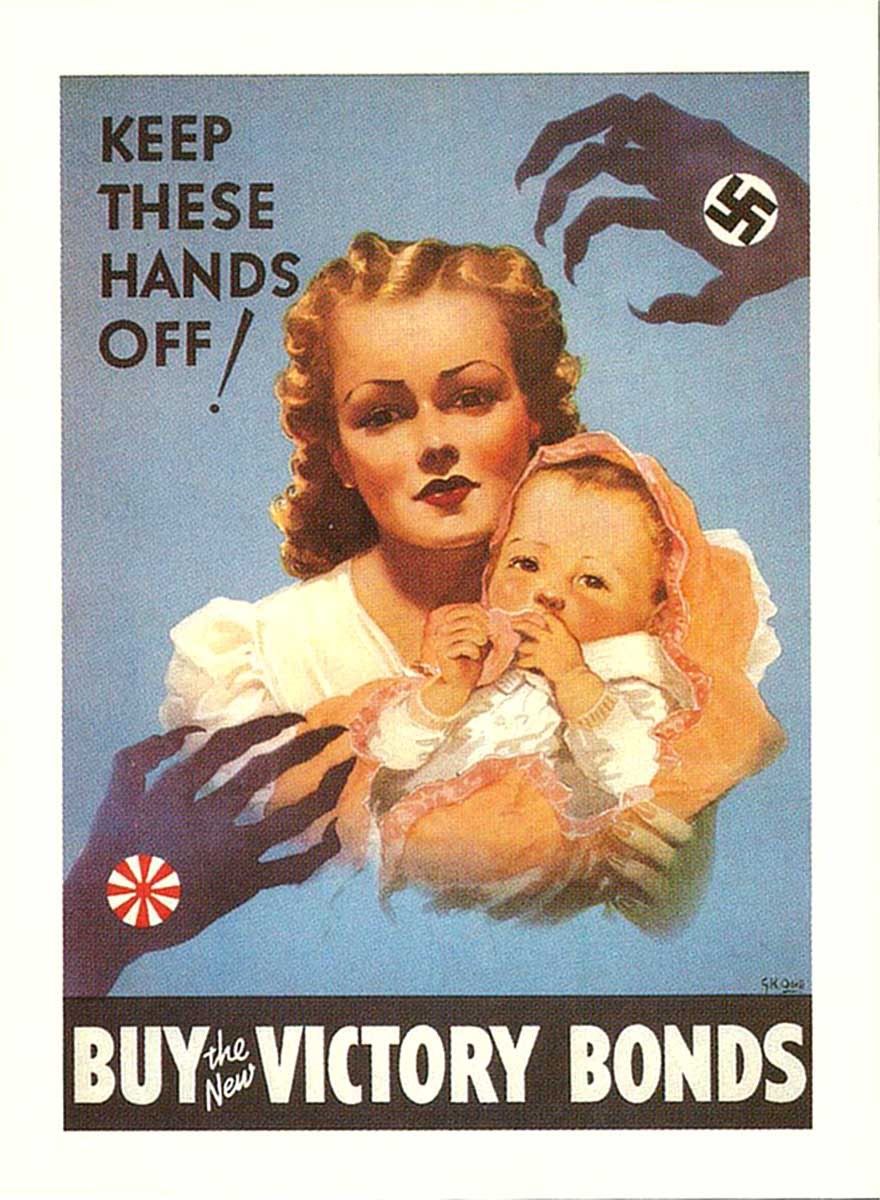 KEEP
THESE
HANDS
OFF!
BUY the New VICTORY BONDS